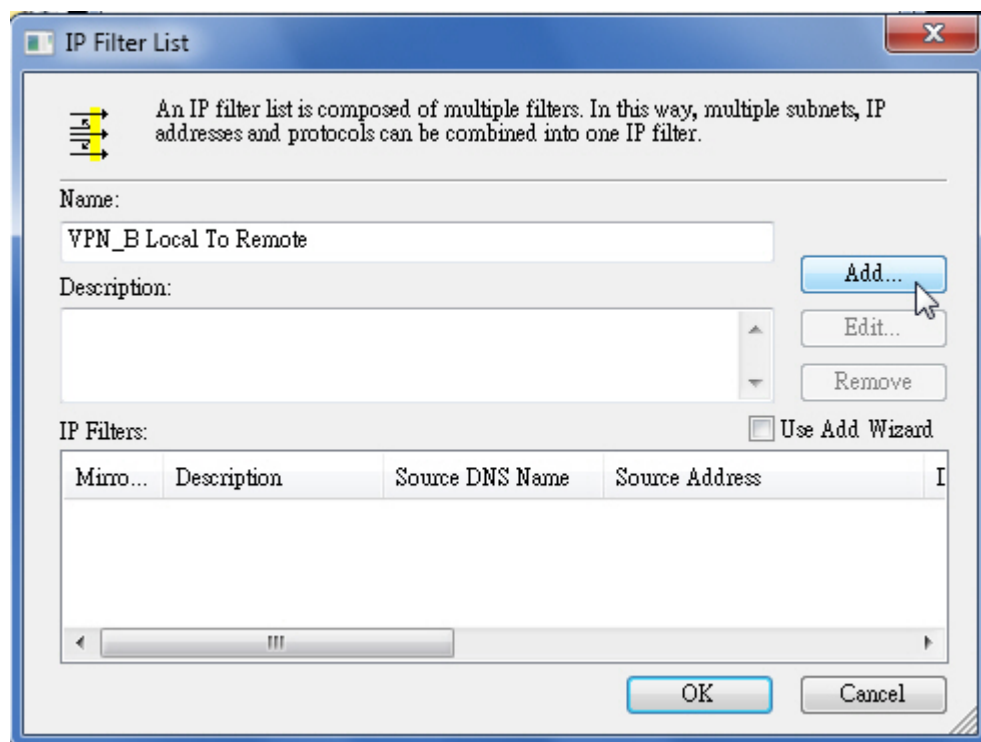 IP Filter List
An IP filter list is composed of multiple filters. In this way, multiple subnets, IP
addresses and protocols can be combined into one IP filter.
Name:
VPN_B Local To Remote
Add...
Description:
Edit...
Remove
IP Filters:
Use Add Wizard
Mirro... Description Source DNS Name Source Address
OK Cancel